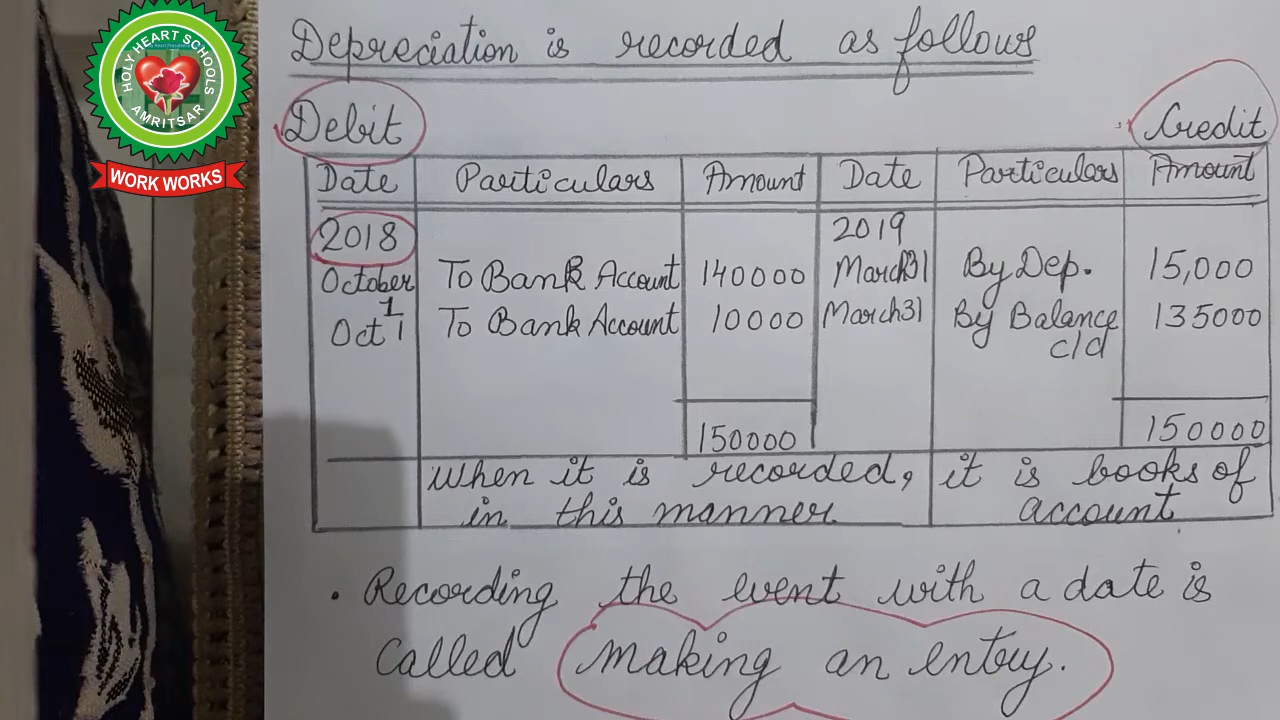 HOLY HEART SCHOOLS
AMRITSAR
WORK WORKS
Depreciation is recorded as follows
Debit Credit
Date Particulars Amount Date Particulars Amount
2018 2019
October 1 To Bank Account 140000 March31 By Dep. 15,000
Oct 1 To Bank Account 10000 March31 By Balance c/d 135000
150000 150000
when it is recorded, it is books of
in this manner account
. Recording the event with a date is
called making an entry.